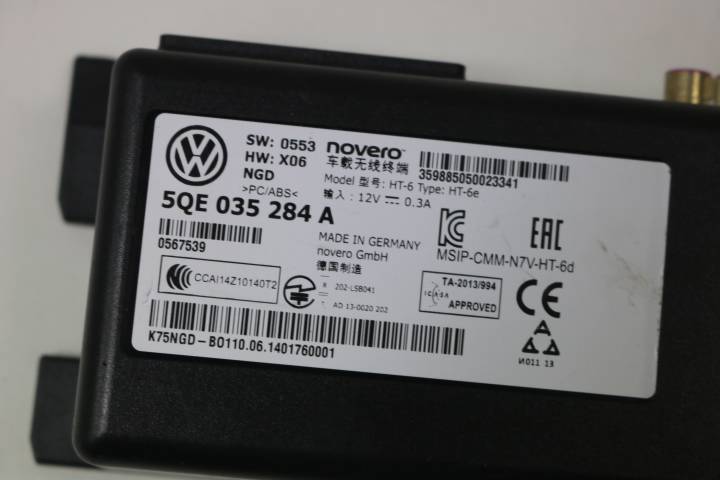 SW: 0553
HW: X06
NGD
>PC/ABS<
5QE 035 284 A
0567539
novero
车载无线终端
Model 型号: HT-6 Type: HT-6e
输入: 12V 0.3A
359885050023341
MADE IN GERMANY
novero GmbH
德国制造
MSIP-CMM-N7V-HT-6d
EAC
CCC
CCAI14Z10140T2
R 202-LSB041
T AD 13-0020 202
ICASA
TA-2013/994
APPROVED
CE
И011 13
K75NGD-B0110.06.1401760001